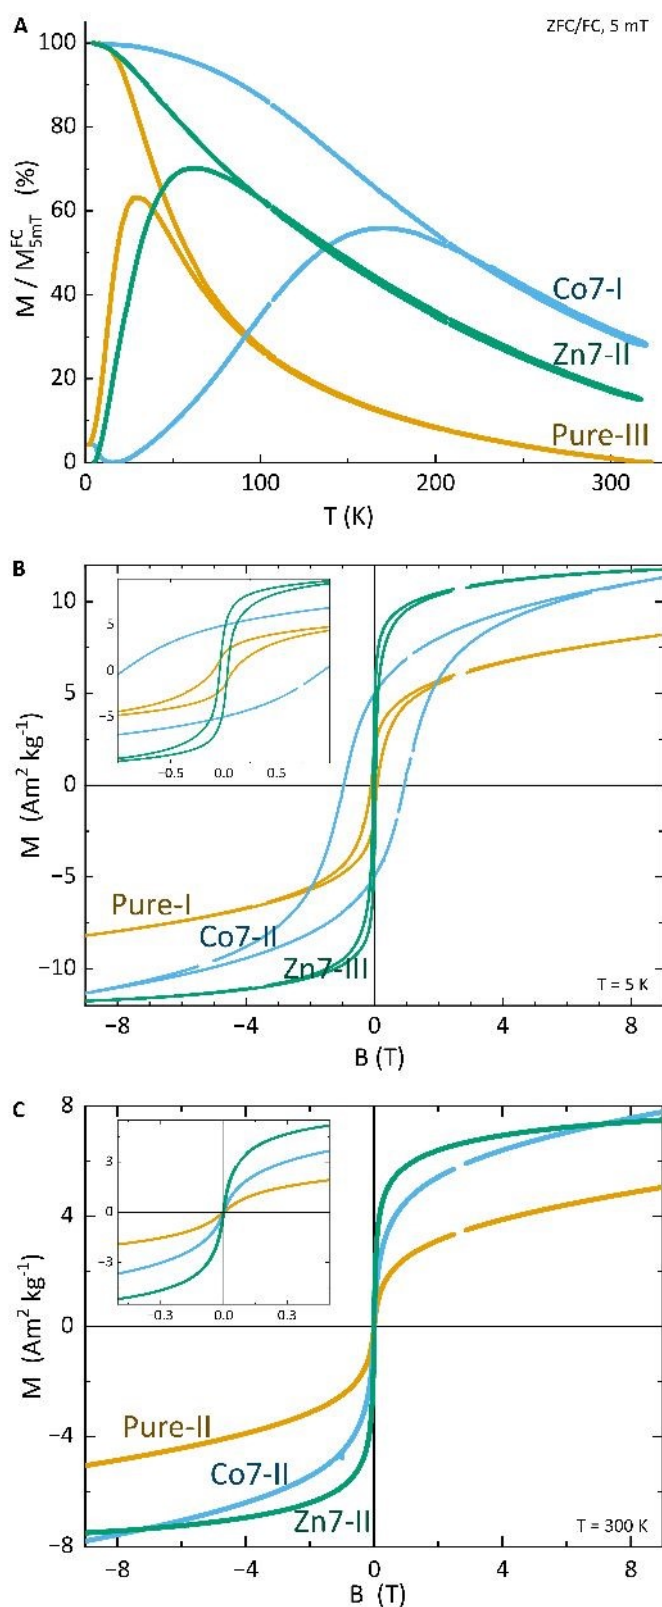 A
ZFC/FC, 5 mT
100
80
60
40
20
0
M / M^FC_5mT (%)
Co7-I
Zn7-II
Pure-III
0 100 200 300
T (K)
B
10
5
0
−5
−10
M (Am² kg⁻¹)
5
0
−5
−0.5 0.0 0.5
Pure-I
Co7-II
Zn7-III
T = 5 K
−8 −4 0 4 8
B (T)
C
8
4
0
−4
−8
M (Am² kg⁻¹)
3
0
−3
−0.3 0.0 0.3
Pure-II
Co7-II
Zn7-II
T = 300 K
−8 −4 0 4 8
B (T)